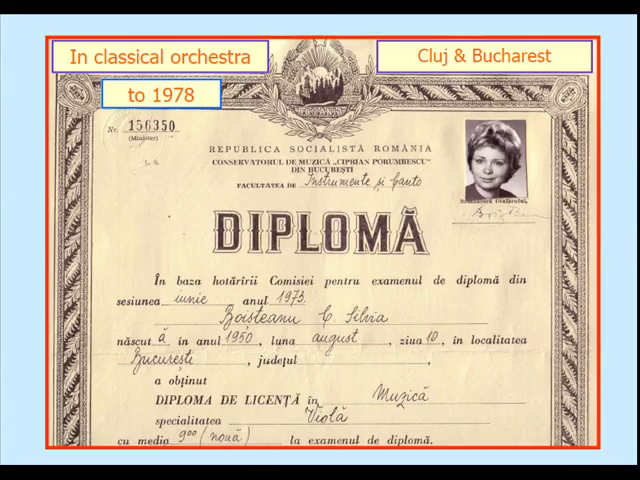 In classical orchestra
Cluj & Bucharest
to 1978
Nr. 156350
(Minister)
L. S.
REPUBLICA SOCIALISTĂ ROMÂNIA
CONSERVATORUL DE MUZICĂ „CIPRIAN PORUMBESCU“
DIN BUCUREȘTI
FACULTATEA DE Instrumente și Canto
Semnătura titularului,
DIPLOMĂ
În baza hotărîrii Comisiei pentru examenul de diplomă din
sesiunea iunie anul 1973.
Boișteanu C. Silvia
născut ă în anul 1950, luna august, ziua 10, în localitatea
București, județul ,
a obținut
DIPLOMA DE LICENȚĂ în Muzică
specialitatea Violă
cu media 9⁰⁰ (nouă) la examenul de diplomă.